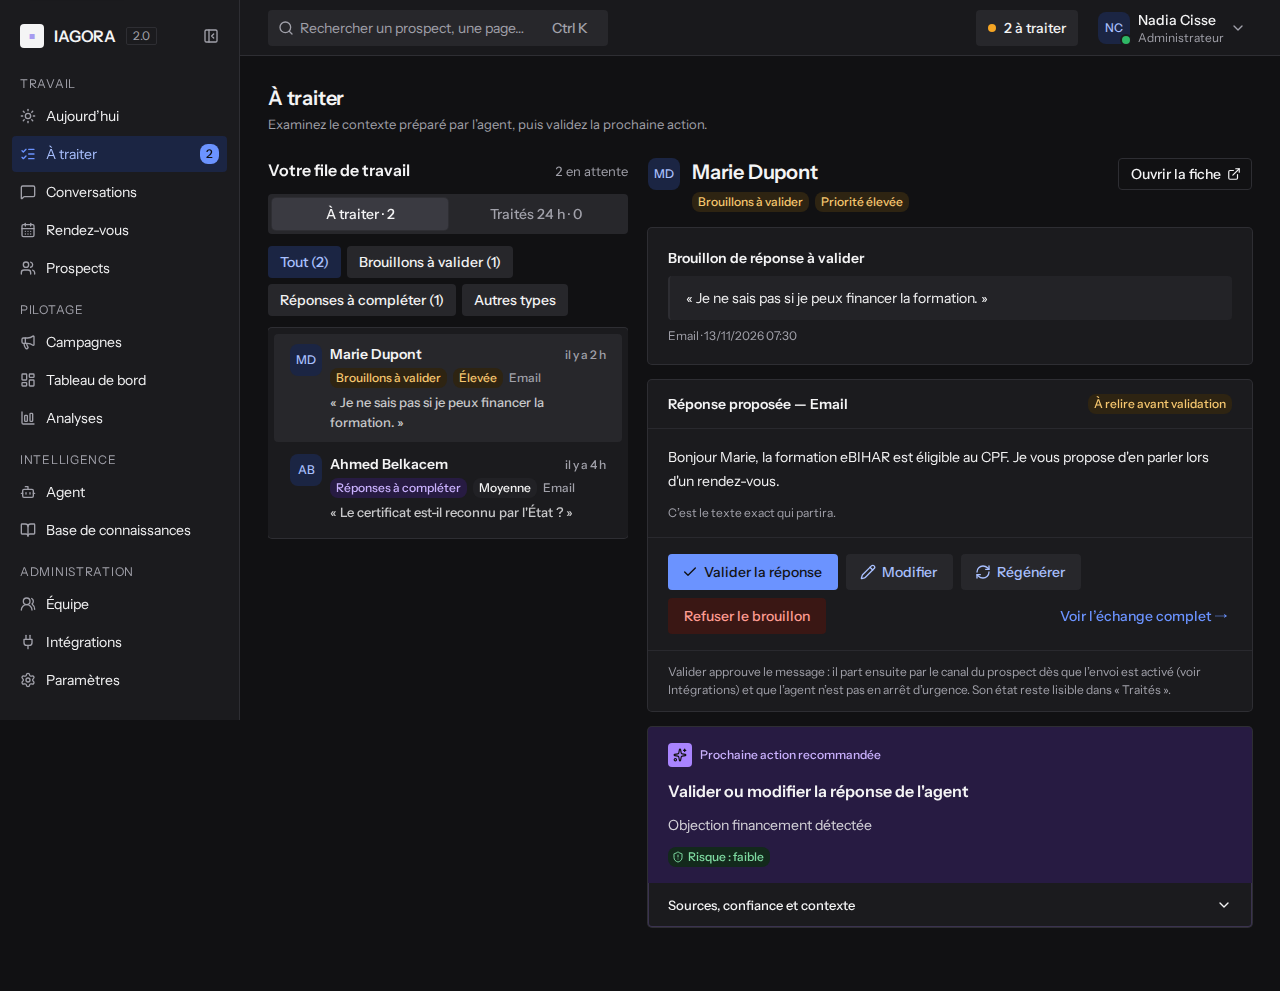 IAGORA 2.0
TRAVAIL
Aujourd'hui
À traiter 2
Conversations
Rendez-vous
Prospects
PILOTAGE
Campagnes
Tableau de bord
Analyses
INTELLIGENCE
Agent
Base de connaissances
ADMINISTRATION
Équipe
Intégrations
Paramètres
Rechercher un prospect, une page... Ctrl K
2 à traiter
NC
Nadia Cisse
Administrateur
À traiter
Examinez le contexte préparé par l'agent, puis validez la prochaine action.
Votre file de travail 2 en attente
À traiter · 2 Traités 24 h · 0
Tout (2) Brouillons à valider (1)
Réponses à compléter (1) Autres types
MD Marie Dupont il y a 2 h
Brouillons à valider Élevée Email
« Je ne sais pas si je peux financer la
formation. »
AB Ahmed Belkacem il y a 4 h
Réponses à compléter Moyenne Email
« Le certificat est-il reconnu par l'État ? »
MD Marie Dupont Ouvrir la fiche
Brouillons à valider Priorité élevée
Brouillon de réponse à valider
« Je ne sais pas si je peux financer la formation. »
Email · 13/11/2026 07:30
Réponse proposée — Email À relire avant validation
Bonjour Marie, la formation eBIHAR est éligible au CPF. Je vous propose d'en parler lors
d'un rendez-vous.
C'est le texte exact qui partira.
Valider la réponse Modifier Régénérer
Refuser le brouillon Voir l'échange complet →
Valider approuve le message : il part ensuite par le canal du prospect dès que l'envoi est activé (voir
Intégrations) et que l'agent n'est pas en arrêt d'urgence. Son état reste lisible dans « Traités ».
Prochaine action recommandée
Valider ou modifier la réponse de l'agent
Objection financement détectée
Risque : faible
Sources, confiance et contexte